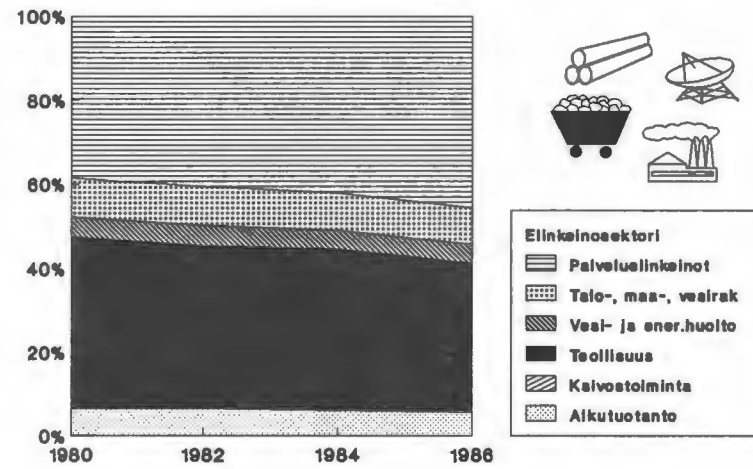 100%
80%
60%
40%
20%
0%
1980 1982 1984 1986
Elinkeinosektori
Palveluelinkeinot
Talo-, maa-, vesirak
Vesi- ja ener.huolto
Teollisuus
Kaivostoiminta
Alkutuotanto